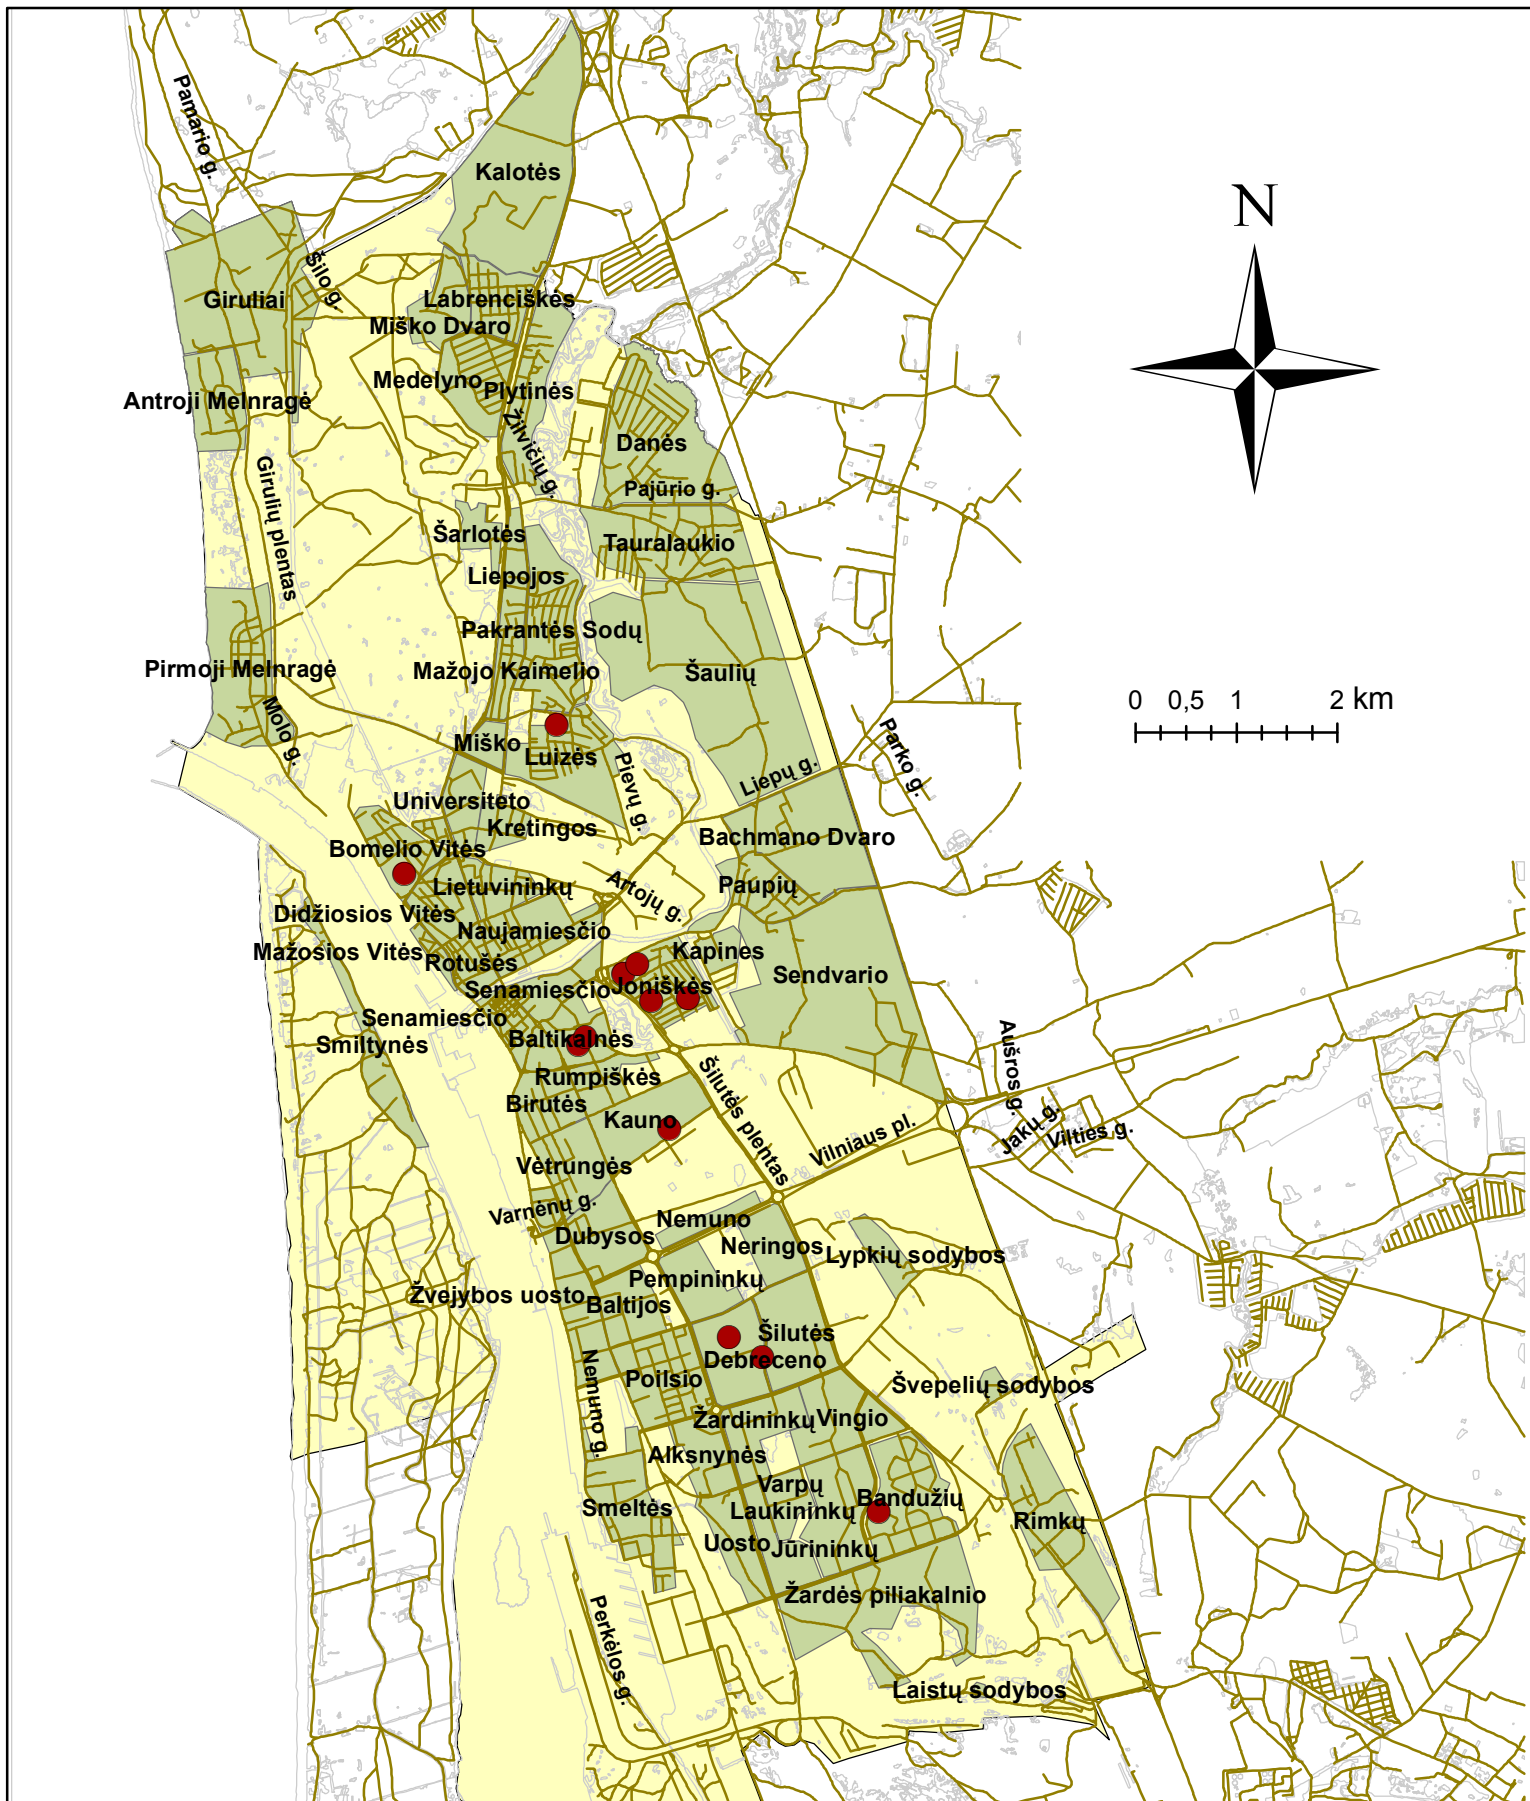 Pamario g.
Kalotės
N
Šilo g.
Giruliai
Labrenciškės
Miško Dvaro
Medelyno
Plytinės
Antroji Melnragė
Žilvičių g.
Danės
Pajūrio g.
Girulių plentas
Šarlotės
Tauralaukio
Liepojos
Pakrantės Sodų
Pirmoji Melnragė
Mažojo Kaimelio
Šaulių
0 0,5 1 2 km
Molo g.
Miško
Luizės
Pievų g.
Liepų g.
Parko g.
Universiteto
Kretingos
Bachmano Dvaro
Bomelio Vitės
Lietuvininkų
Artojų g.
Paupių
Didžiosios Vitės
Naujamiesčio
Mažosios Vitės
Rotušės
Kapines
Senamiesčio
Joniškės
Sendvario
Senamiesčio
Smiltynės
Baltikalnės
Rumpiškės
Birutės
Šilutės plentas
Aušros g.
Kauno
Vilniaus pl.
Jakų g.
Vilties g.
Vėtrungės
Varnėnų g.
Nemuno
Dubysos
Neringos
Lypkių sodybos
Pempininkų
Žvejybos uosto
Baltijos
Šilutės
Debreceno
Nemuno g.
Poilsio
Švepelių sodybos
Žardininkų
Vingio
Alksnynės
Varpų
Bandužių
Smeltės
Laukininkų
Rimkų
Uosto
Jūrininkų
Žardės piliakalnio
Perkėlos g.
Laistų sodybos